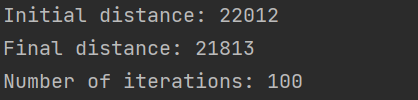 Initial distance: 22012
Final distance: 21813
Number of iterations: 100